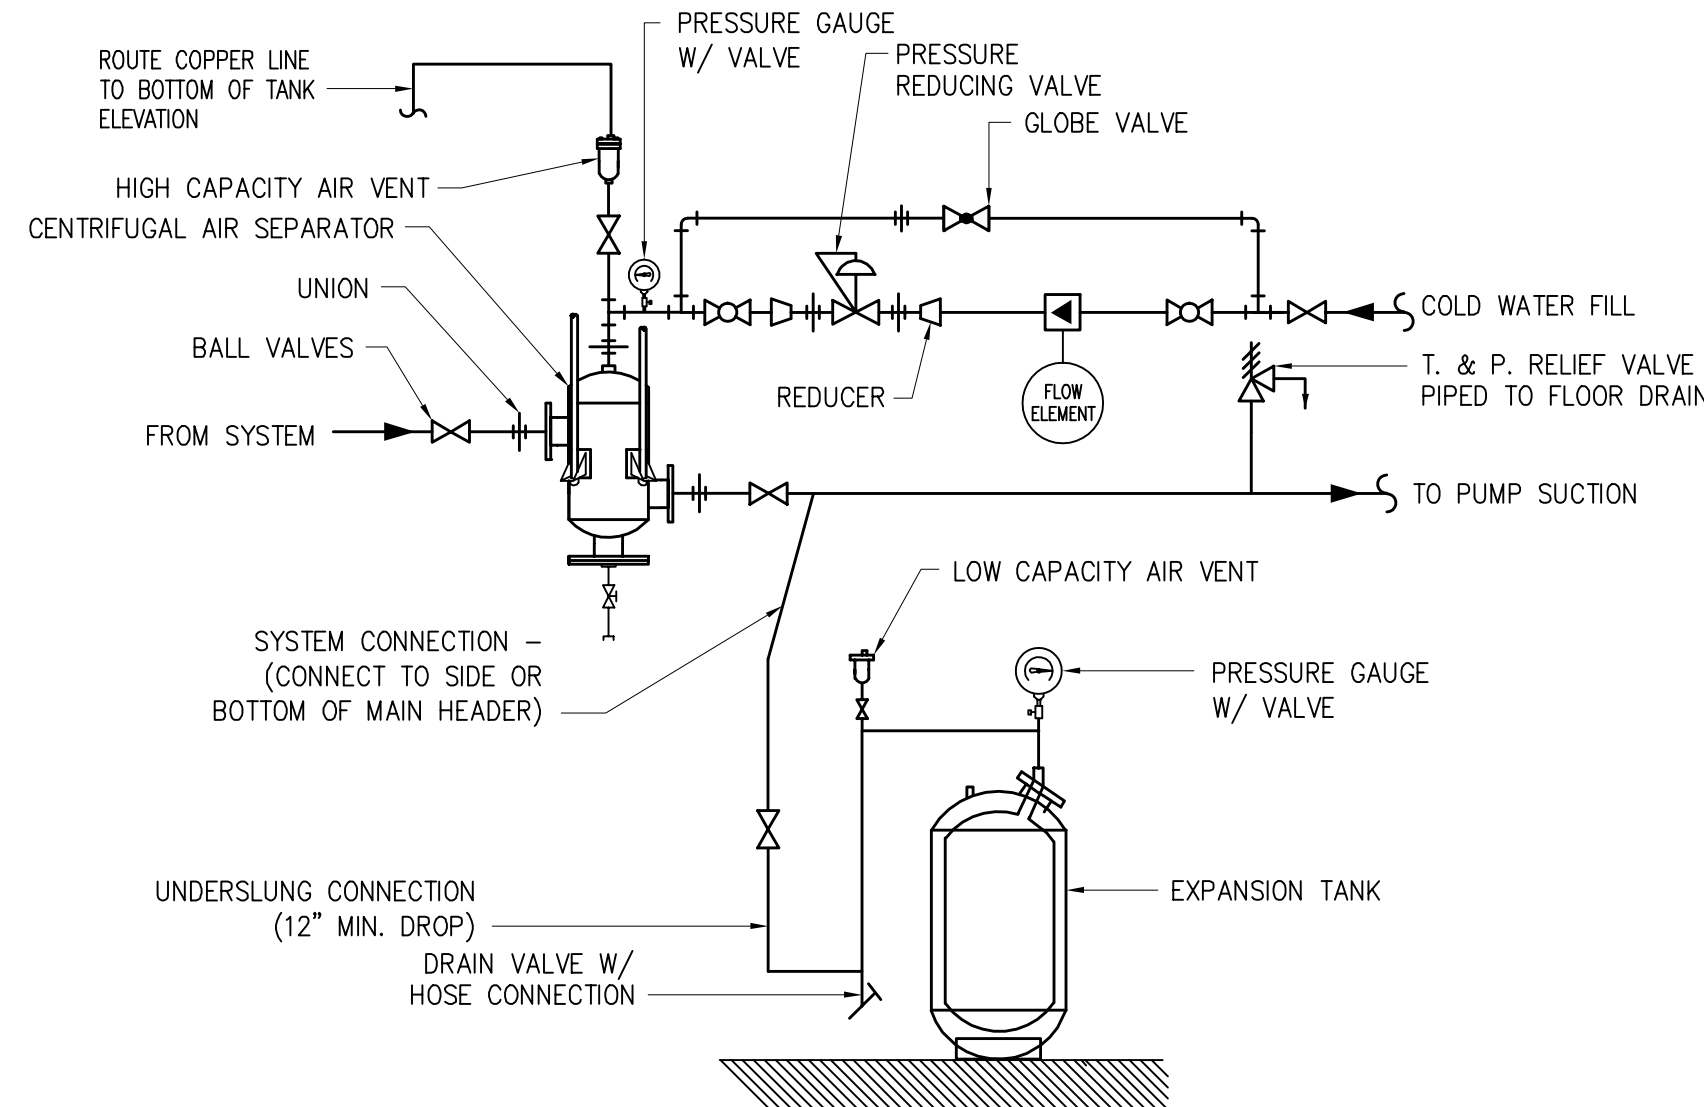 PRESSURE GAUGE
W/ VALVE
ROUTE COPPER LINE
TO BOTTOM OF TANK
ELEVATION
PRESSURE
REDUCING VALVE
GLOBE VALVE
HIGH CAPACITY AIR VENT
CENTRIFUGAL AIR SEPARATOR
UNION
COLD WATER FILL
BALL VALVES
T. & P. RELIEF VALVE
PIPED TO FLOOR DRAIN
REDUCER
FLOW
ELEMENT
FROM SYSTEM
TO PUMP SUCTION
LOW CAPACITY AIR VENT
SYSTEM CONNECTION –
(CONNECT TO SIDE OR
BOTTOM OF MAIN HEADER)
PRESSURE GAUGE
W/ VALVE
UNDERSLUNG CONNECTION
(12" MIN. DROP)
EXPANSION TANK
DRAIN VALVE W/
HOSE CONNECTION